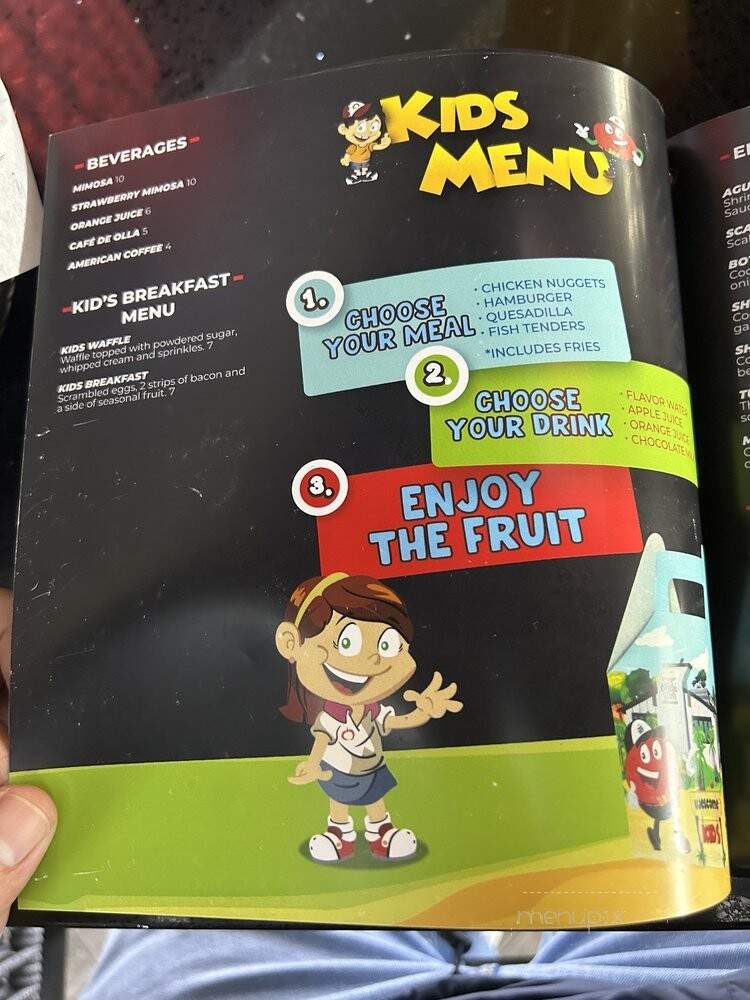 BEVERAGES
MIMOSA 10
STRAWBERRY MIMOSA 10
ORANGE JUICE 6
CAFÉ DE OLLA 5
AMERICAN COFFEE 4
KID'S BREAKFAST
MENU
KIDS WAFFLE
Waffle topped with powdered sugar,
whipped cream and sprinkles. 7
KIDS BREAKFAST
Scrambled eggs, 2 strips of bacon and
a side of seasonal fruit. 7
KIDS
MENU
1.
CHOOSE
YOUR MEAL
• CHICKEN NUGGETS
• HAMBURGER
• QUESADILLA
• FISH TENDERS
*INCLUDES FRIES
2.
CHOOSE
YOUR DRINK
• FLAVOR WATER
• APPLE JUICE
• ORANGE JUICE
• CHOCOLATE
3.
ENJOY
THE FRUIT
Welcome
KIDS
menupix